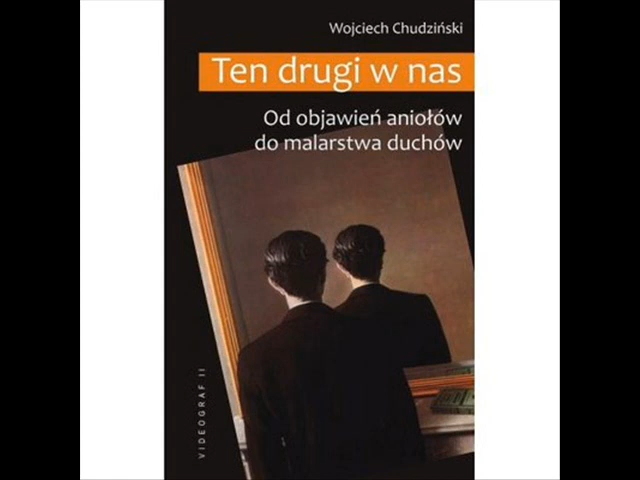 Wojciech Chudziński
Ten drugi w nas
Od objawień aniołów
do malarstwa duchów
VIDEOGRAF II